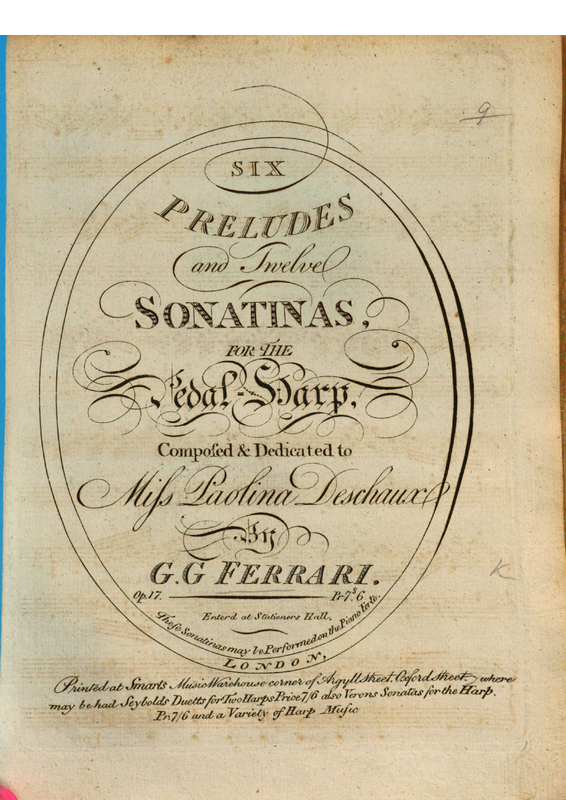 9
SIX
PRELUDES
and Twelve
SONATINAS,
FOR THE
Pedal-Harp,
Compoſed & Dedicated to
Miſs Paolina Deschaux
By
G.G FERRARI.
Op. 17. Pr. 7.s 6
K
Enterd at Stationers Hall.
Theſe Sonatinas may be Performed on the Piano Forte.
LONDON,
Printed at Smarts Music Warehouse corner of Argyll Street, Oxford Street, where
may be had Seybolds Duetts for Two Harps Price 7/6 also Verons Sonatas for the Harp.
Pr. 7/6 and a Variety of Harp Muſic